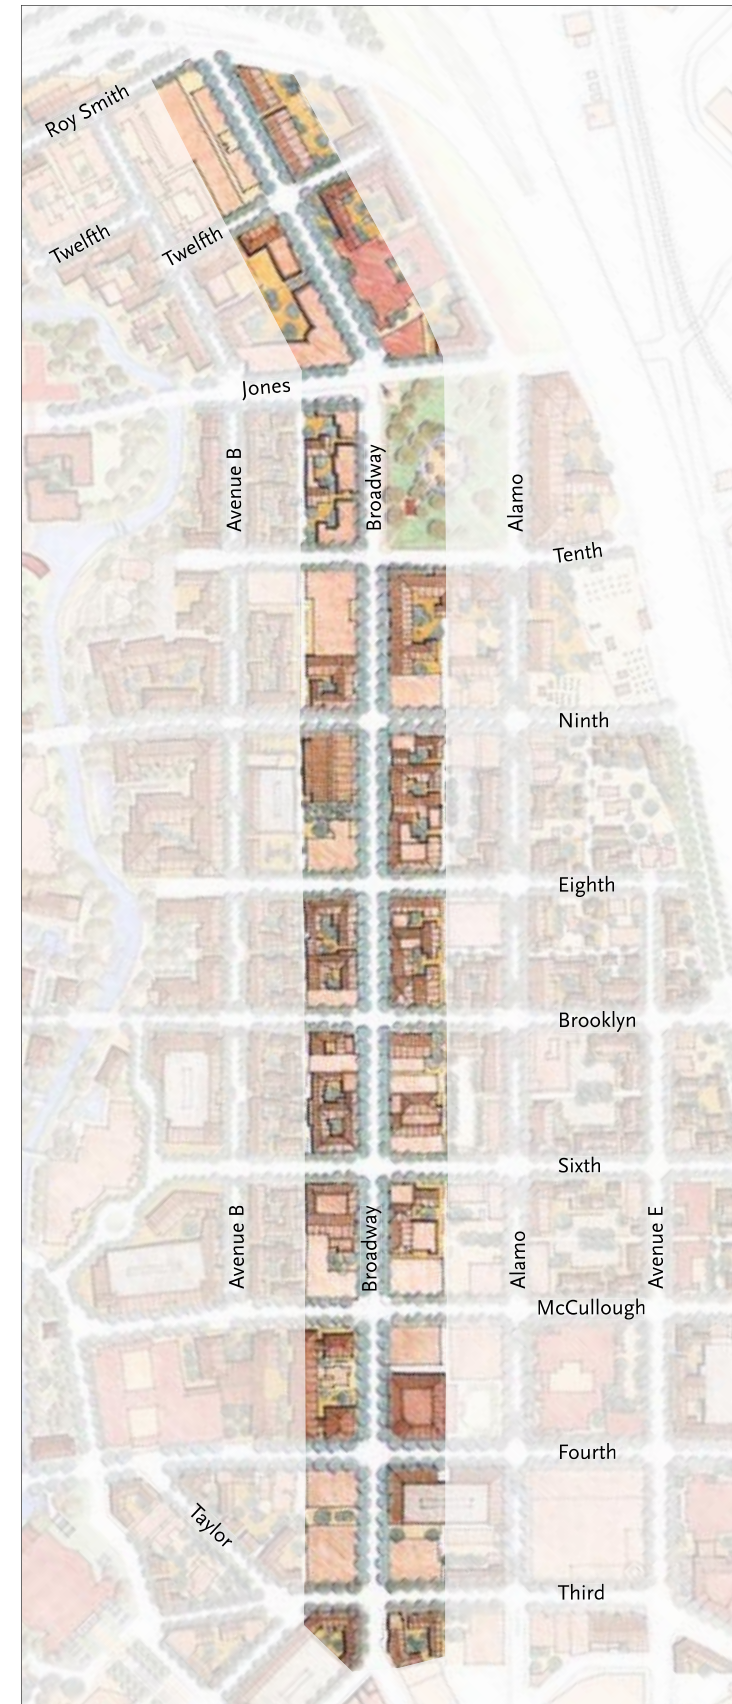 Roy Smith
Twelfth
Twelfth
Jones
Avenue B
Broadway
Alamo
Tenth
Ninth
Eighth
Brooklyn
Sixth
Avenue B
Broadway
Alamo
Avenue E
McCullough
Fourth
Taylor
Third